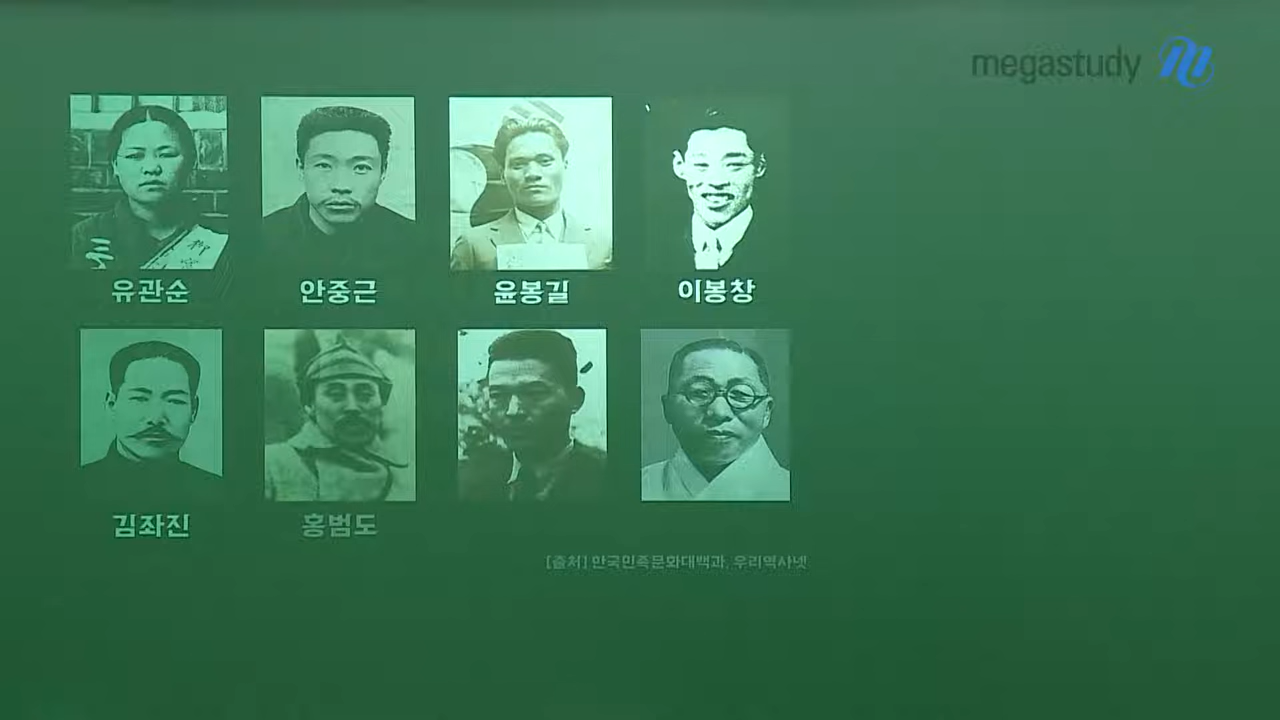 megastudy
유관순 안중근 윤봉길 이봉창
김좌진 홍범도
[출처] 한국민족문화대백과, 우리역사넷